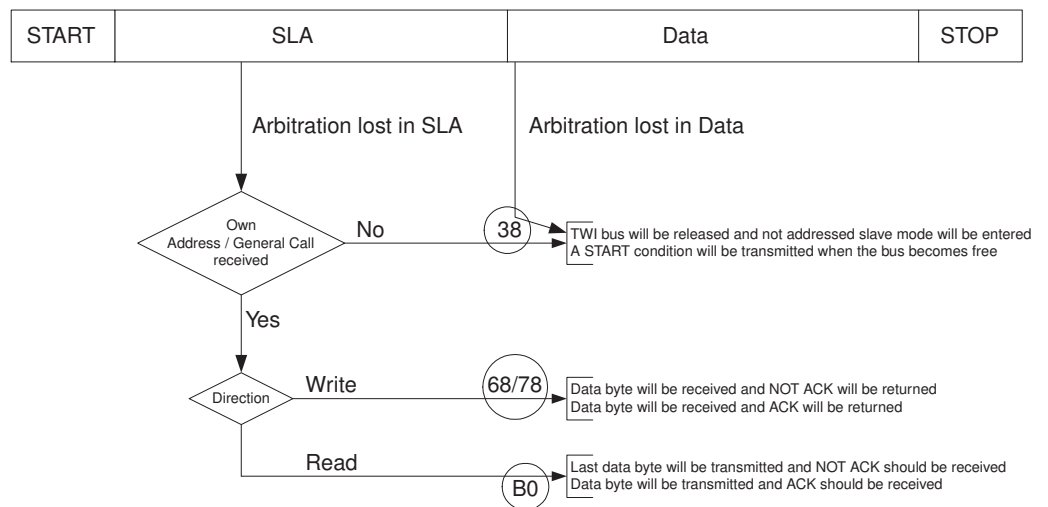 START SLA Data STOP
Arbitration lost in SLA Arbitration lost in Data
Own
Address / General Call
received
No
38
TWI bus will be released and not addressed slave mode will be entered
A START condition will be transmitted when the bus becomes free
Yes
Direction
Write
68/78
Data byte will be received and NOT ACK will be returned
Data byte will be received and ACK will be returned
Read
B0
Last data byte will be transmitted and NOT ACK should be received
Data byte will be transmitted and ACK should be received